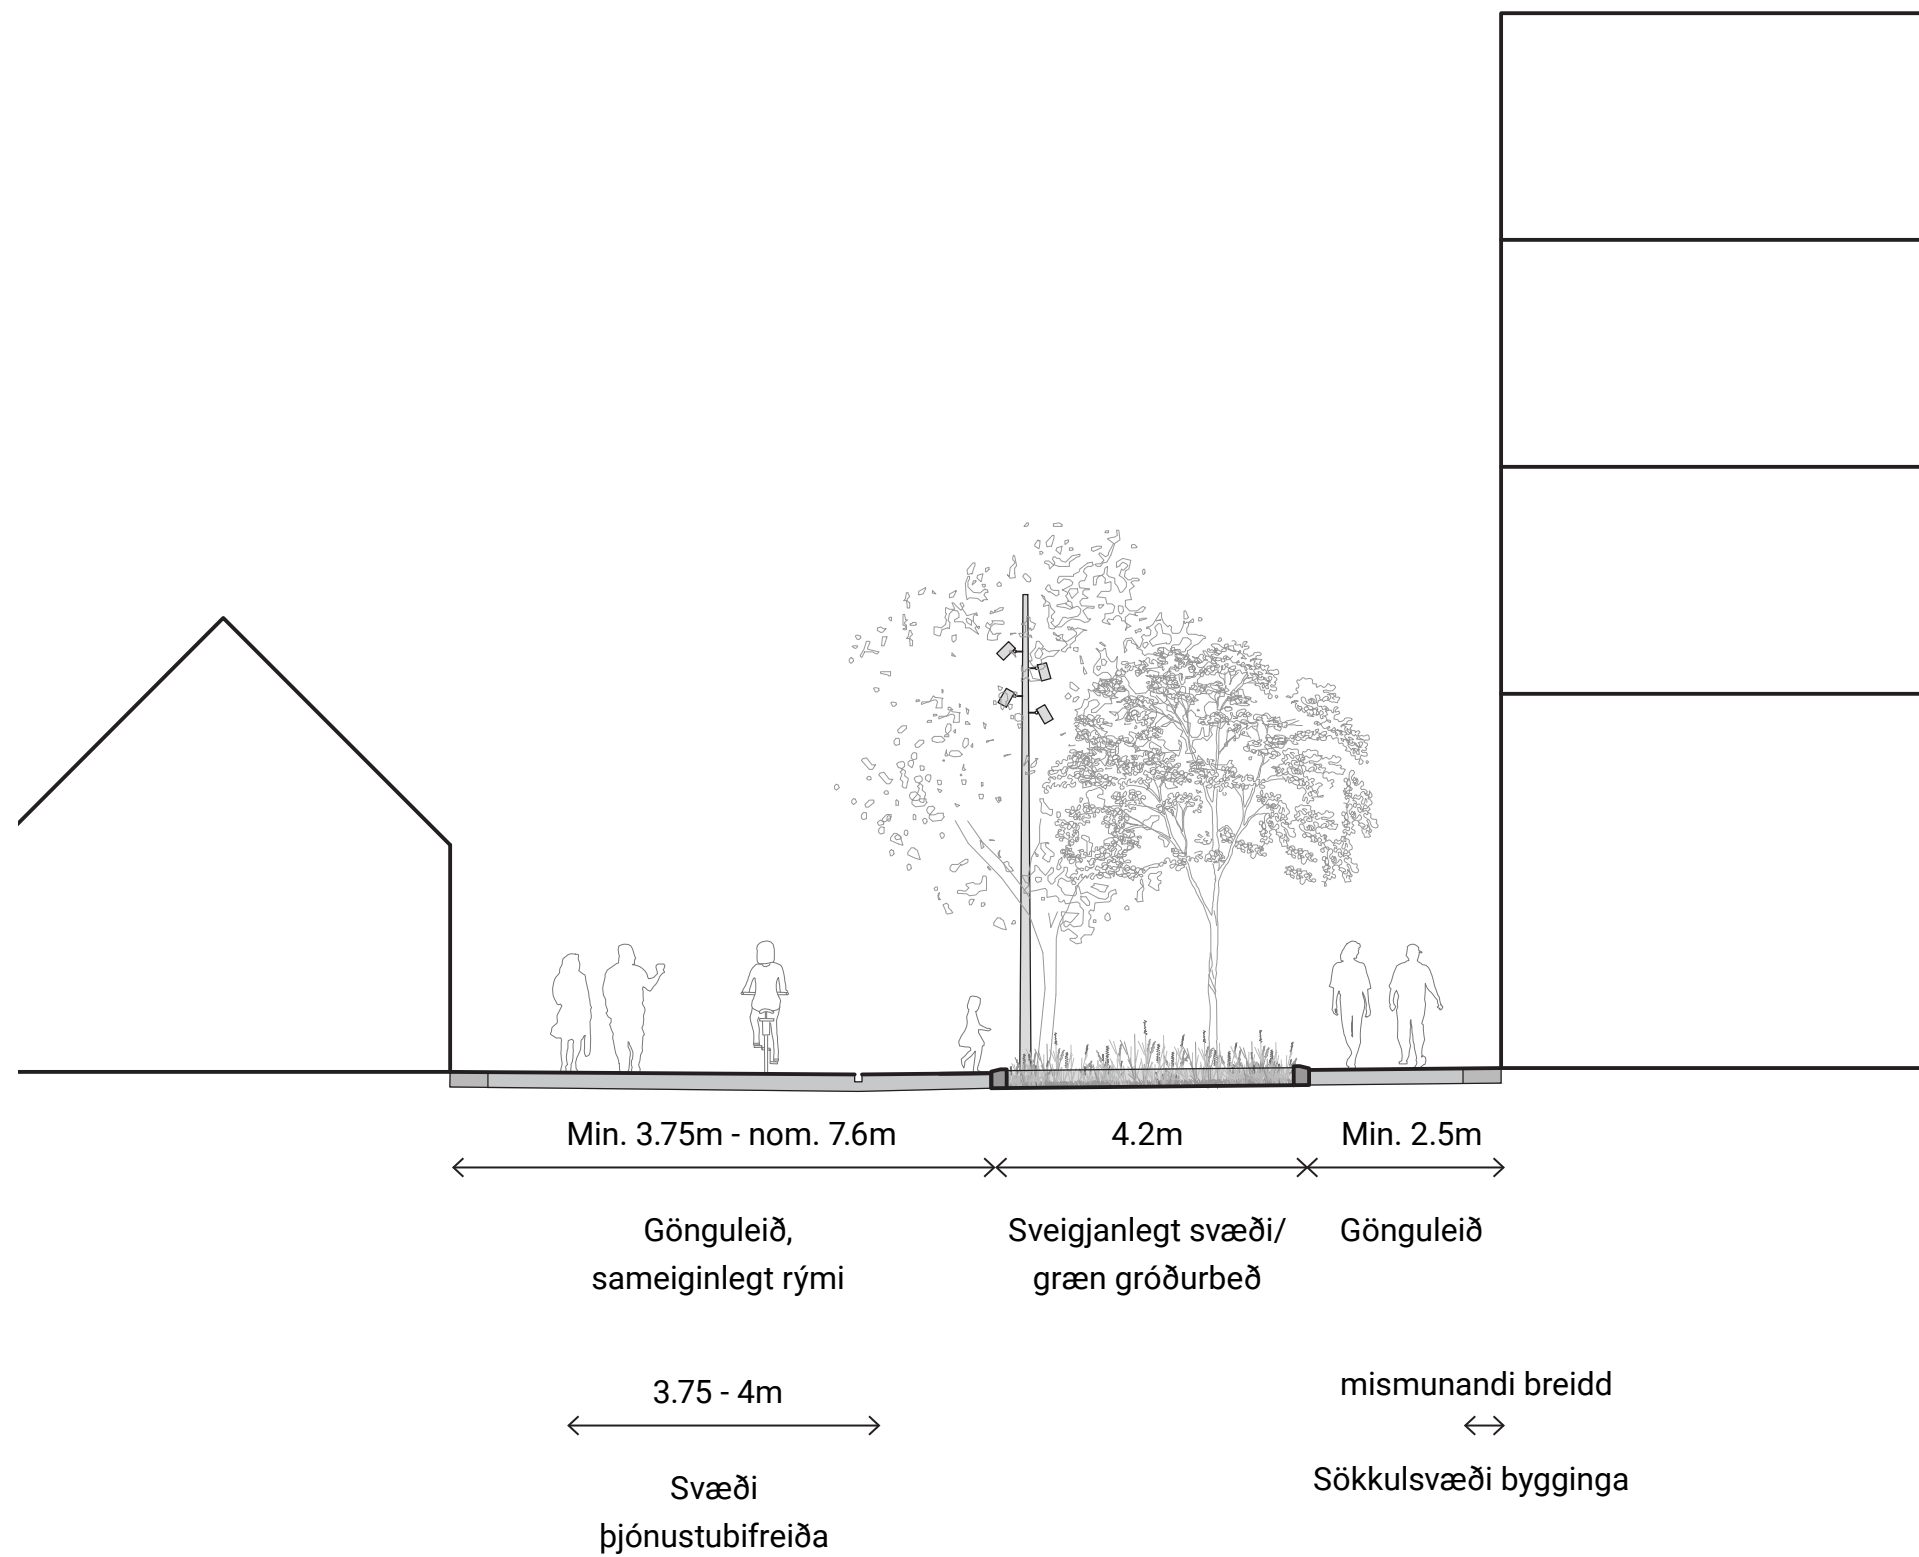 Min. 3.75m - nom. 7.6m
4.2m
Min. 2.5m
Gönguleið,
sameiginlegt rými
Sveigjanlegt svæði/
græn gróðurbeð
Gönguleið
3.75 - 4m
Svæði
þjónustubifreiða
mismunandi breidd
Sökkulsvæði bygginga